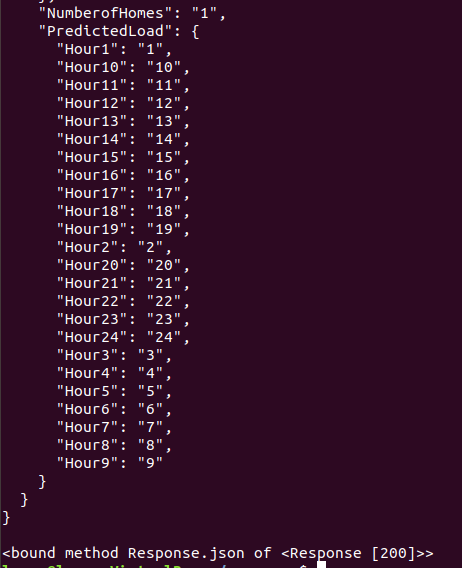 "NumberofHomes": "1",
"PredictedLoad": {
"Hour1": "1",
"Hour10": "10",
"Hour11": "11",
"Hour12": "12",
"Hour13": "13",
"Hour14": "14",
"Hour15": "15",
"Hour16": "16",
"Hour17": "17",
"Hour18": "18",
"Hour19": "19",
"Hour2": "2",
"Hour20": "20",
"Hour21": "21",
"Hour22": "22",
"Hour23": "23",
"Hour24": "24",
"Hour3": "3",
"Hour4": "4",
"Hour5": "5",
"Hour6": "6",
"Hour7": "7",
"Hour8": "8",
"Hour9": "9"
}
}
}
<bound method Response.json of <Response [200]>>